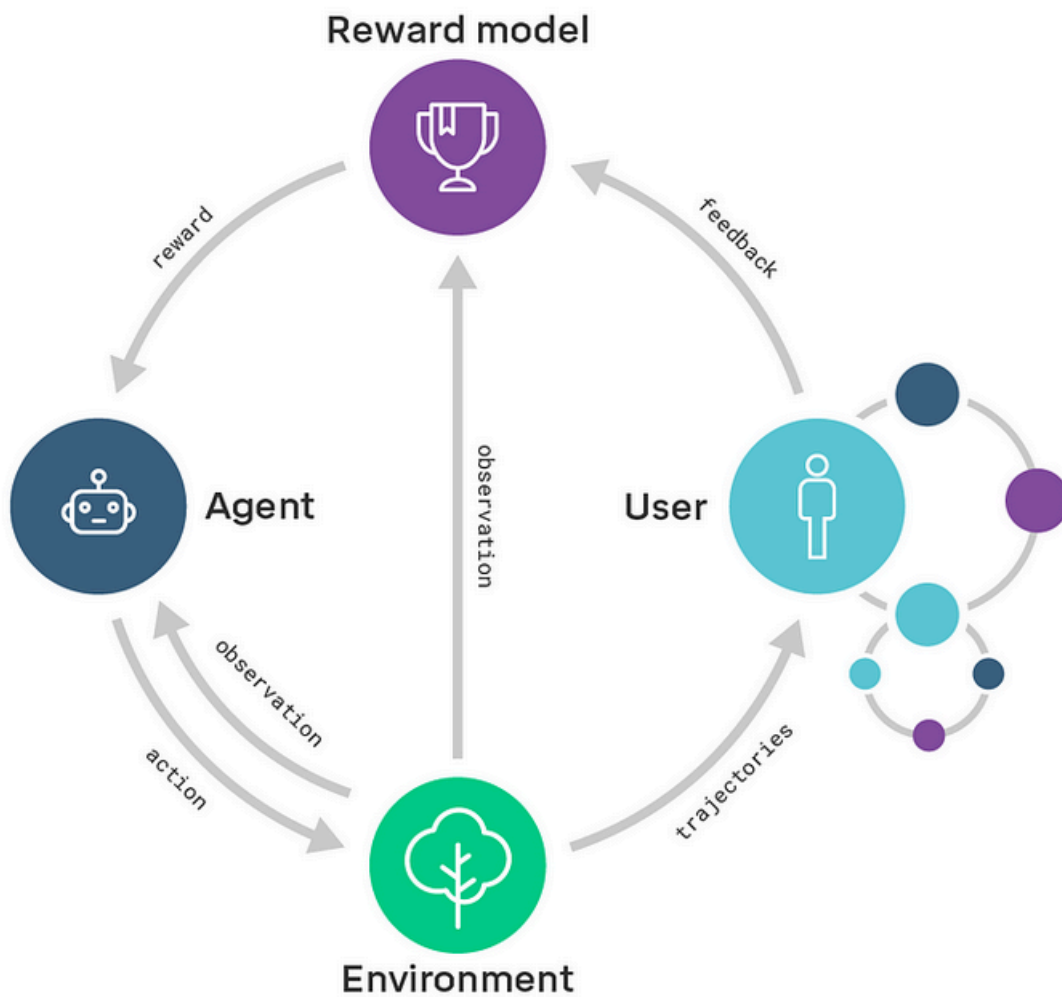 Reward model
reward
feedback
observation
Agent
User
observation
action
trajectories
Environment